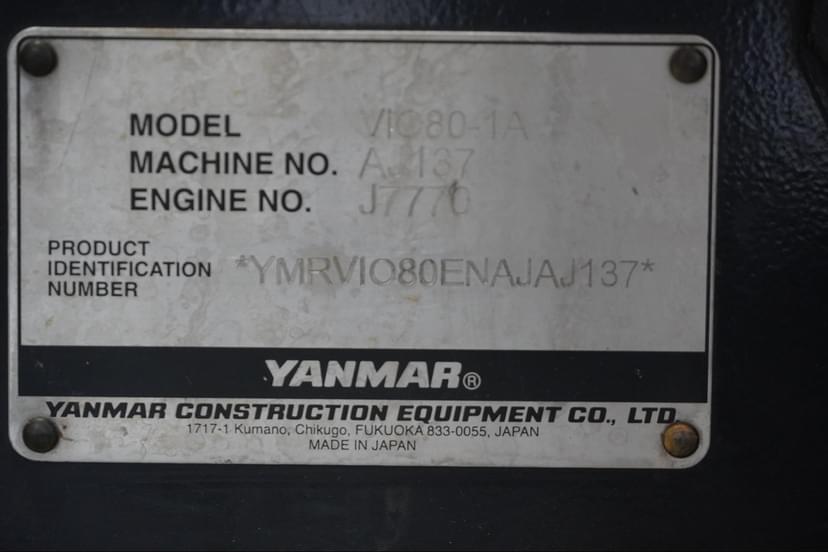 MODEL VIO80-1A
MACHINE NO. AJ137
ENGINE NO. J7770
PRODUCT
IDENTIFICATION
NUMBER
*YMRVIO80ENAJAJ137*
YANMAR®
YANMAR CONSTRUCTION EQUIPMENT CO., LTD.
1717-1 Kumano, Chikugo, FUKUOKA 833-0055, JAPAN
MADE IN JAPAN